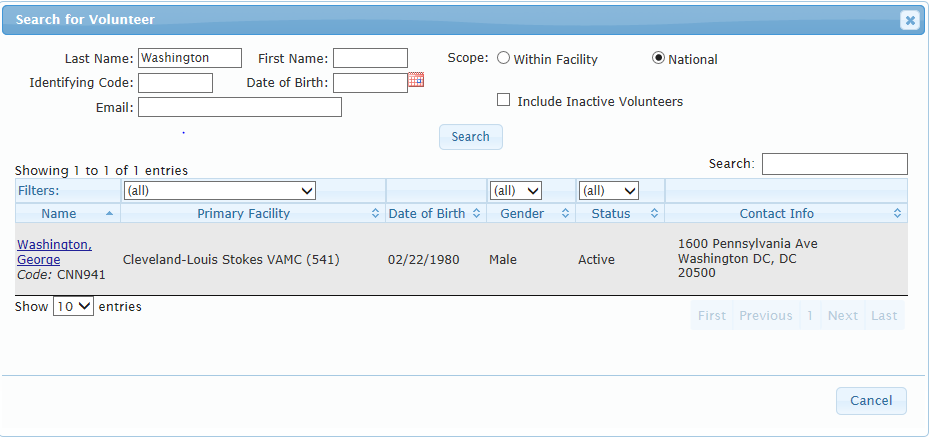 Search for Volunteer
Last Name: Washington First Name: Scope: Within Facility National
Identifying Code: Date of Birth:
Email: Include Inactive Volunteers
Search
Showing 1 to 1 of 1 entries Search:
Filters: (all) (all) (all)
Name Primary Facility Date of Birth Gender Status Contact Info
Washington,
George
Code: CNN941
Cleveland-Louis Stokes VAMC (541) 02/22/1980 Male Active
1600 Pennsylvania Ave
Washington DC, DC
20500
Show 10 entries
First Previous 1 Next Last
Cancel